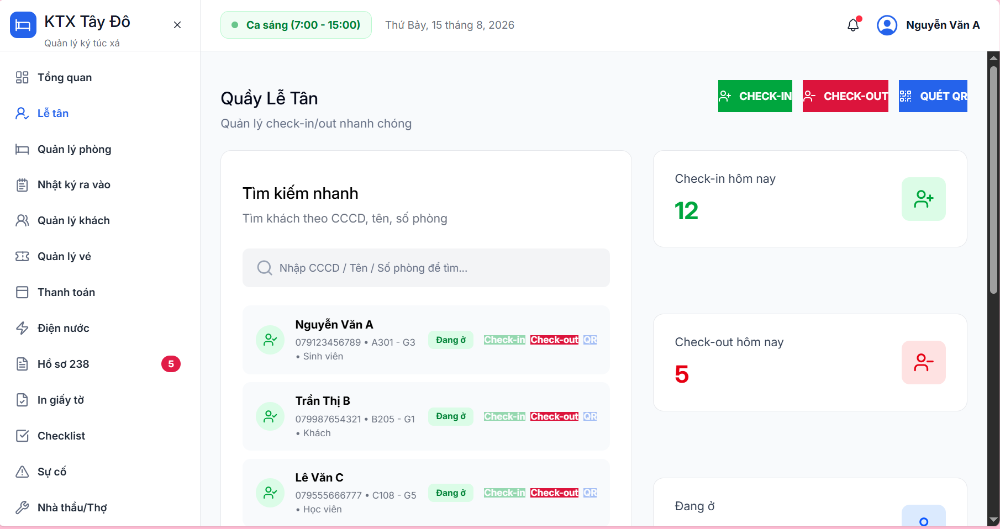 KTX Tây Đô
Quản lý ký túc xá
Ca sáng (7:00 - 15:00)
Thứ Bảy, 15 tháng 8, 2026
Nguyễn Văn A
Tổng quan
Lễ tân
Quản lý phòng
Nhật ký ra vào
Quản lý khách
Quản lý vé
Thanh toán
Điện nước
Hồ sơ 238
5
In giấy tờ
Checklist
Sự cố
Nhà thầu/Thợ
Quầy Lễ Tân
Quản lý check-in/out nhanh chóng
CHECK-IN
CHECK-OUT
QUÉT QR
Tìm kiếm nhanh
Tìm khách theo CCCD, tên, số phòng
Nhập CCCD / Tên / Số phòng để tìm...
Nguyễn Văn A
079123456789 • A301 - G3
• Sinh viên
Đang ở
Check-in
Check-out
QR
Trần Thị B
079987654321 • B205 - G1
• Khách
Đang ở
Check-in
Check-out
QR
Lê Văn C
079555666777 • C108 - G5
• Học viên
Đang ở
Check-in
Check-out
QR
Check-in hôm nay
12
Check-out hôm nay
5
Đang ở